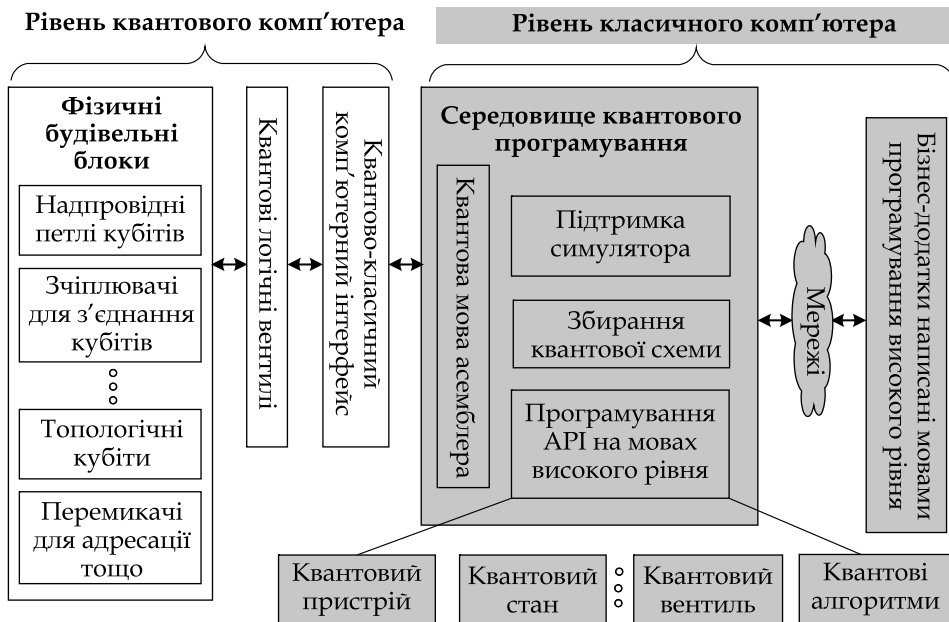 Рівень квантового комп’ютера
Рівень класичного комп’ютера
Фізичні
будівельні
блоки
Надпровідні
петлі кубітів
Зчіплювачі
для з’єднання
кубітів
Топологічні
кубіти
Перемикачі
для адресації
тощо
Квантові логічні вентилі
Квантово-класичний
комп’ютерний інтерфейс
Середовище квантового
програмування
Квантова мова асемблера
Підтримка
симулятора
Збирання
квантової схеми
Програмування
API на мовах
високого рівня
Мережі
Бізнес-додатки написані мовами
програмування високого рівня
Квантовий
пристрій
Квантовий
стан
Квантовий
вентиль
Квантові
алгоритми